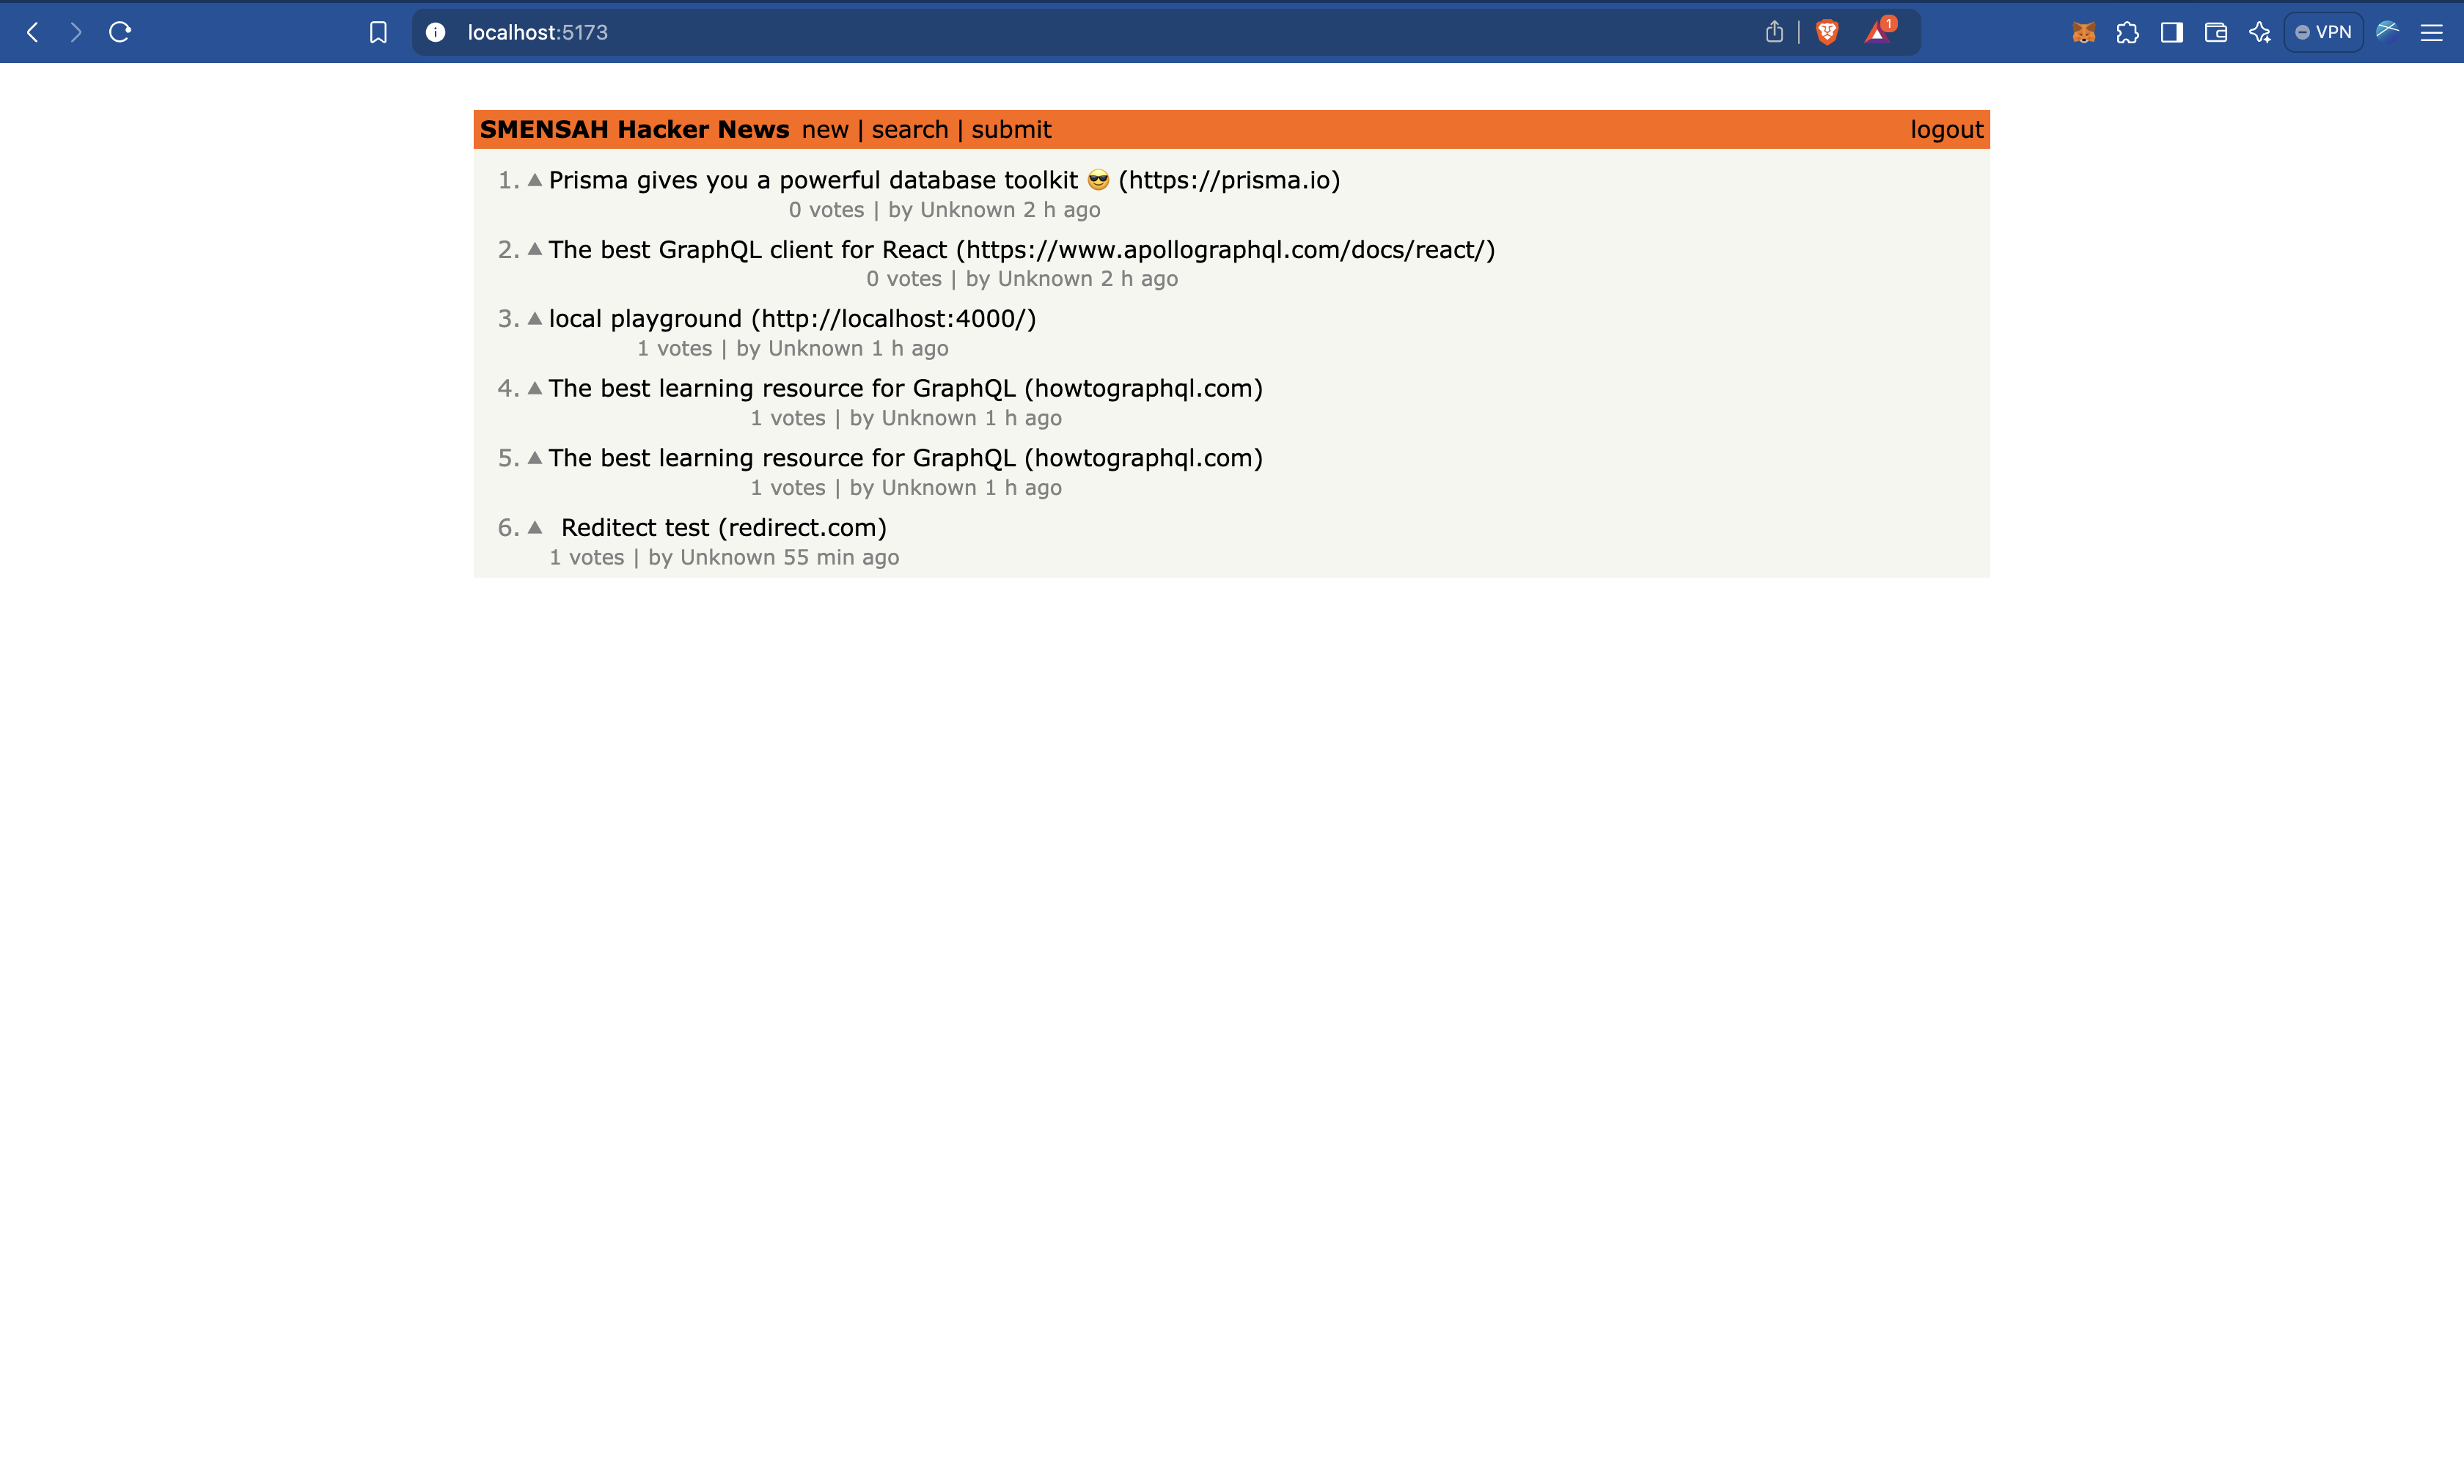 localhost:5173
1
VPN
SMENSAH Hacker News new | search | submit logout
1. ▲ Prisma gives you a powerful database toolkit 😎 (https://prisma.io)
0 votes | by Unknown 2 h ago
2. ▲ The best GraphQL client for React (https://www.apollographql.com/docs/react/)
0 votes | by Unknown 2 h ago
3. ▲ local playground (http://localhost:4000/)
1 votes | by Unknown 1 h ago
4. ▲ The best learning resource for GraphQL (howtographql.com)
1 votes | by Unknown 1 h ago
5. ▲ The best learning resource for GraphQL (howtographql.com)
1 votes | by Unknown 1 h ago
6. ▲ Reditect test (redirect.com)
1 votes | by Unknown 55 min ago